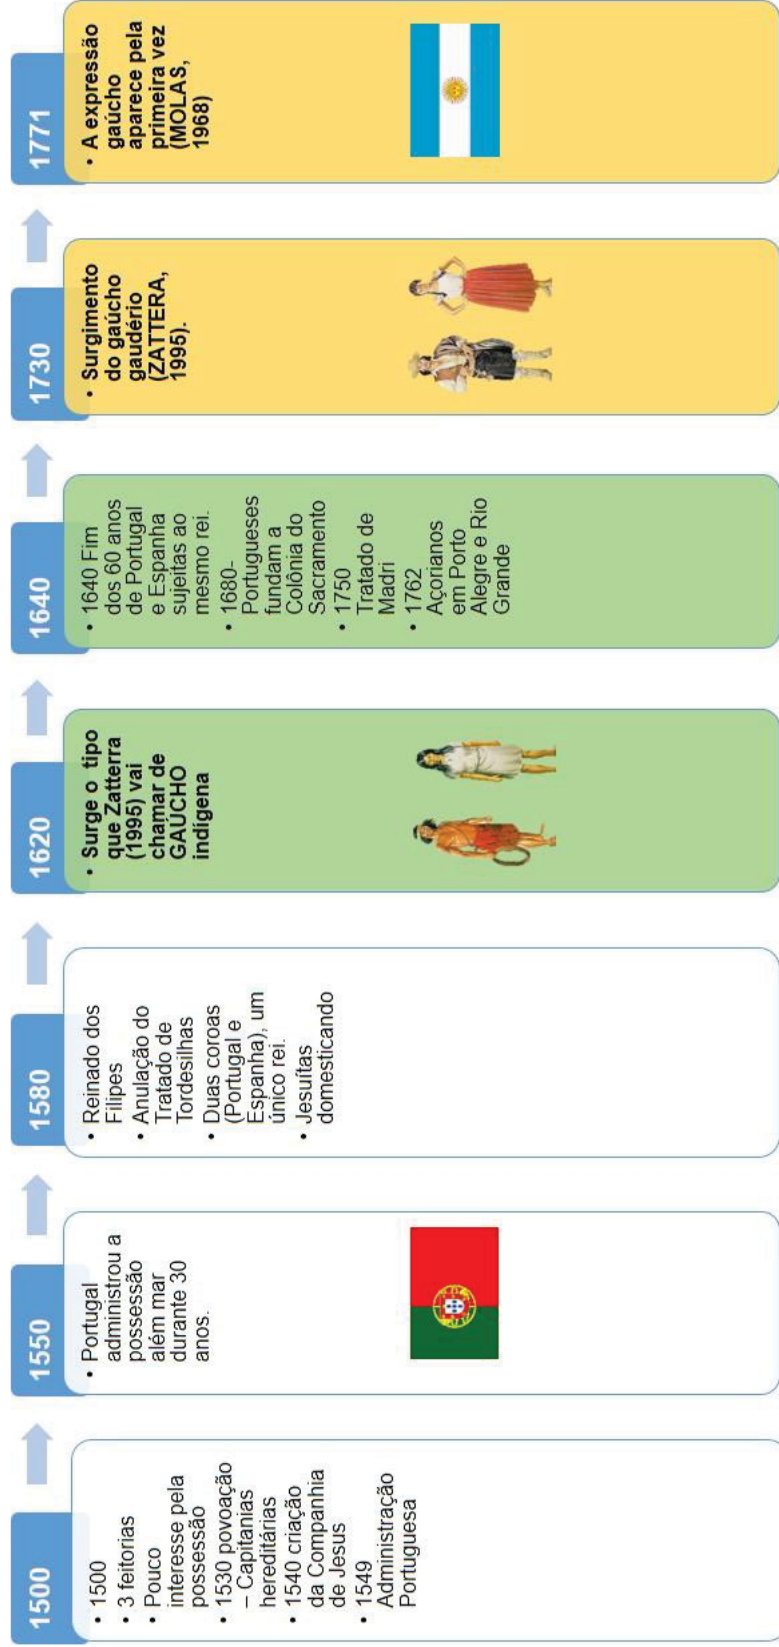 1500
• 1500
• 3 feitorias
• Pouco
interesse pela
possessão
• 1530 povoação
– Capitanias
hereditárias
• 1540 criação
da Companhia
de Jesus
• 1549
Administração
Portuguesa
1550
• Portugal
administrou a
possessão
além mar
durante 30
anos.
1580
• Reinado dos
Filipes
• Anulação do
Tratado de
Tordesilhas
• Duas coroas
(Portugal e
Espanha), um
único rei.
• Jesuítas
domesticando
1620
• Surge o tipo
que Zatterra
(1995) vai
chamar de
GAUCHO
indígena
1640
• 1640 Fim
dos 60 anos
de Portugal
e Espanha
sujeitas ao
mesmo rei.
• 1680-
Portugueses
fundam a
Colônia do
Sacramento
• 1750
Tratado de
Madri
• 1762
Açorianos
em Porto
Alegre e Rio
Grande
1730
• Surgimento
do gaúcho
gaudério
(ZATTERA,
1995).
1771
• A expressão
gaúcho
aparece pela
primeira vez
(MOLAS,
1968)